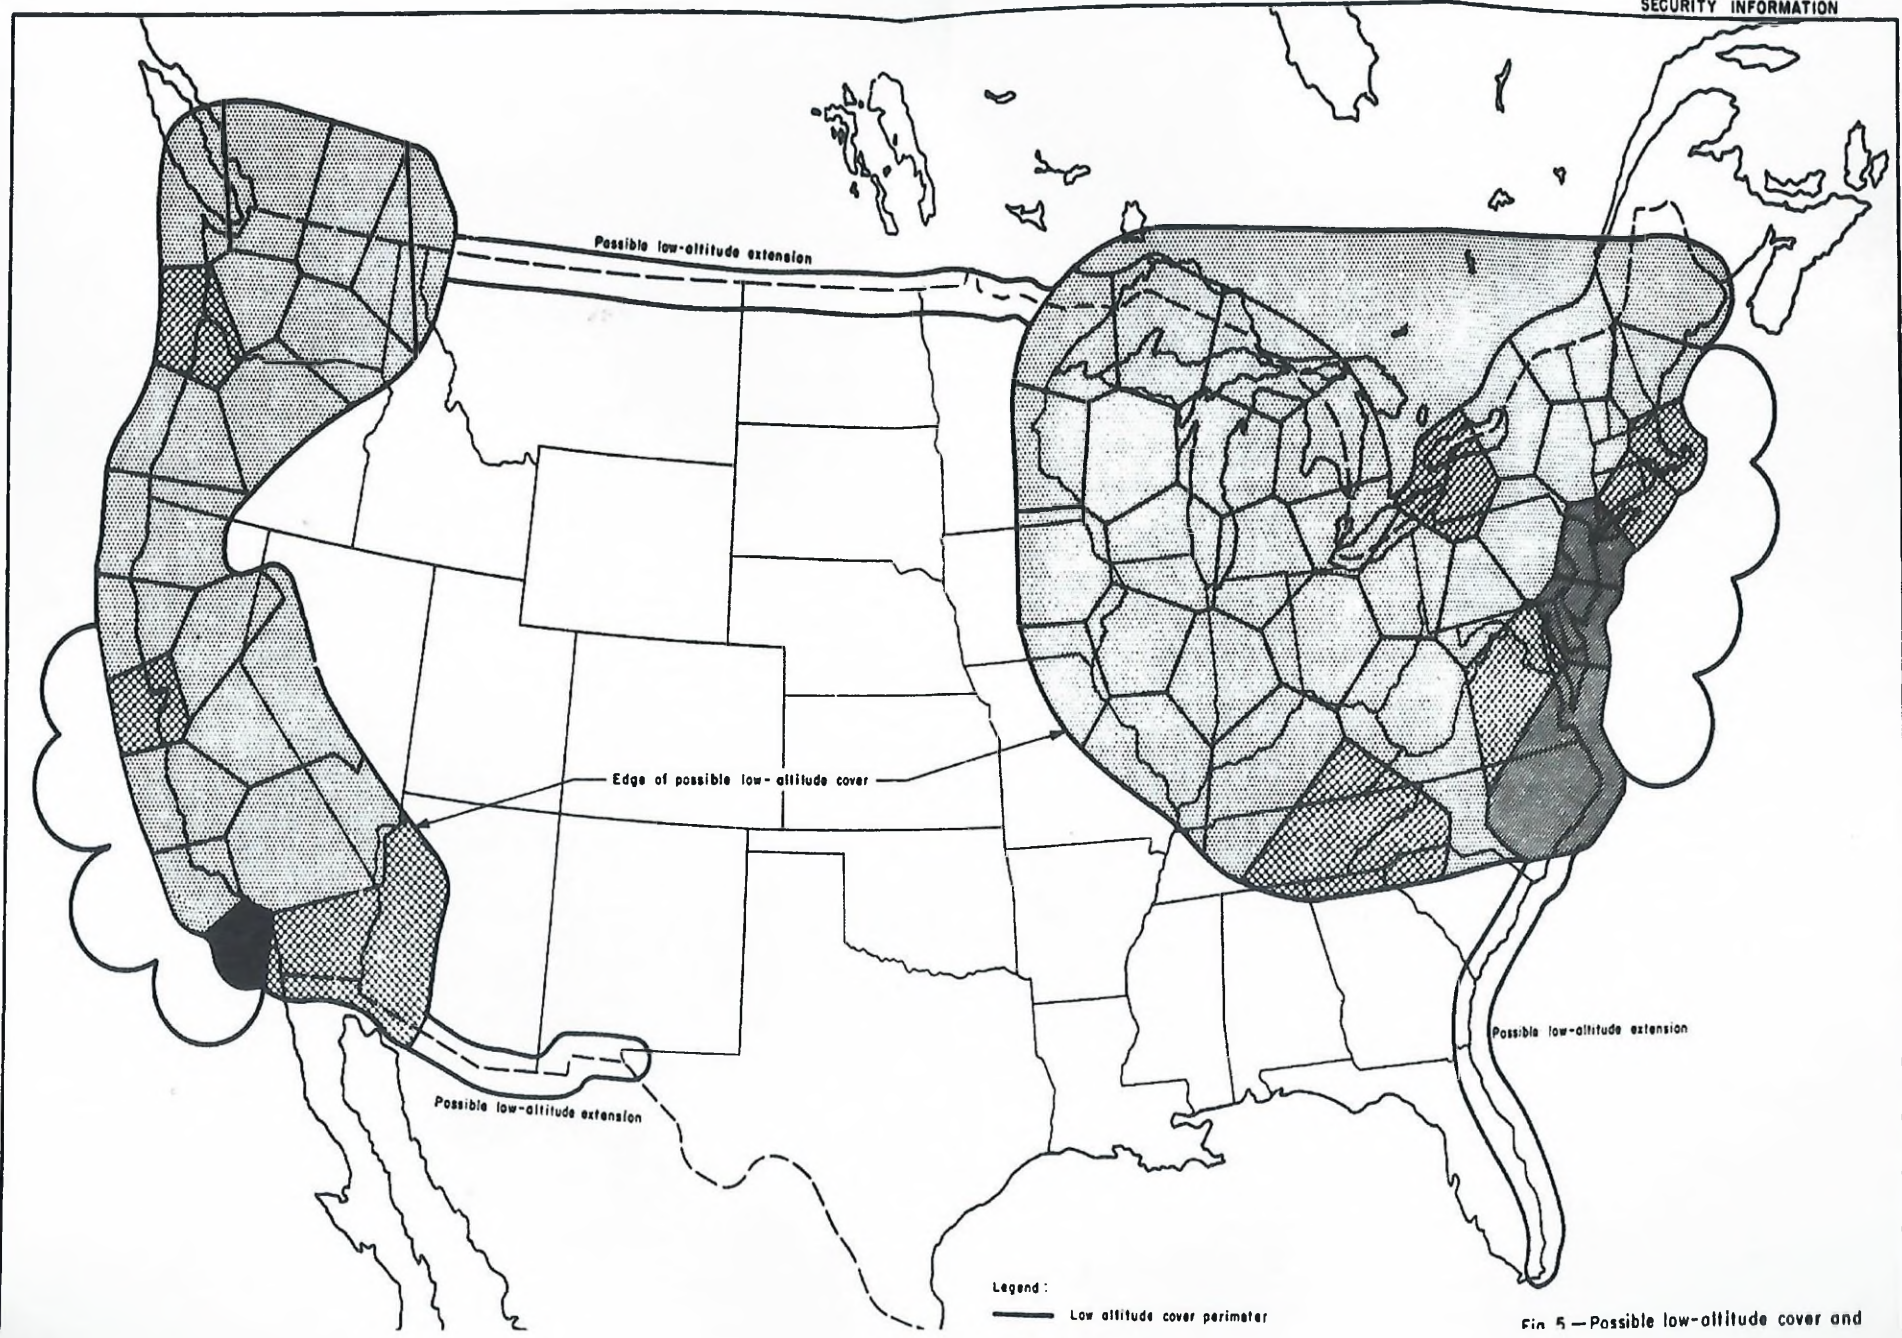 SECURITY INFORMATION
Possible low-altitude extension
Edge of possible low-altitude cover
Possible low-altitude extension
Possible low-altitude extension
Legend :
Low altitude cover perimeter
Fig. 5—Possible low-altitude cover and